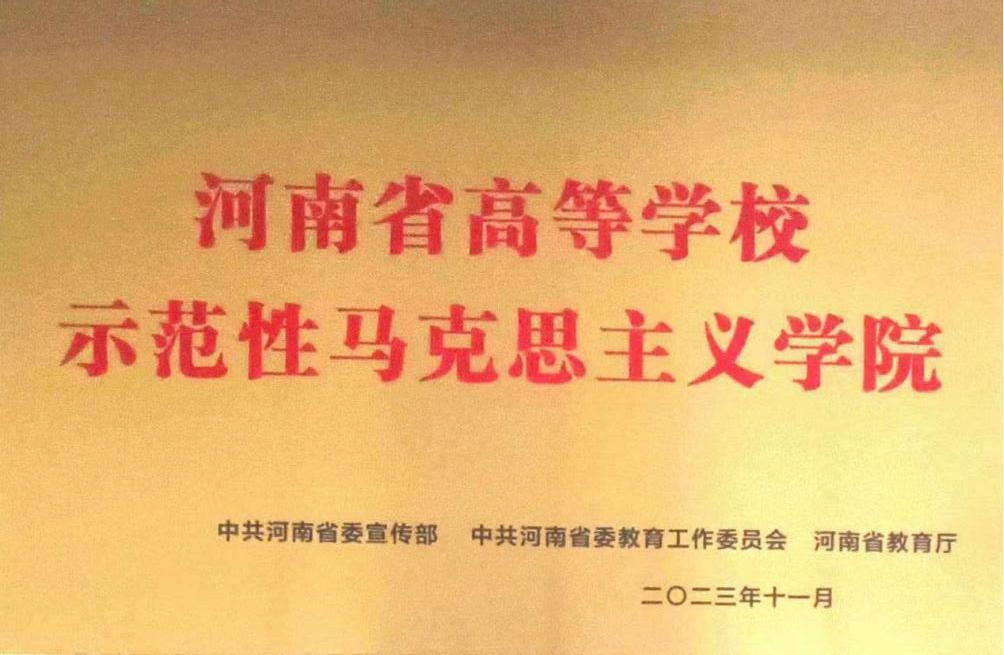 河南省高等学校
示范性马克思主义学院
中共河南省委宣传部 中共河南省委教育工作委员会 河南省教育厅
二〇二三年十一月